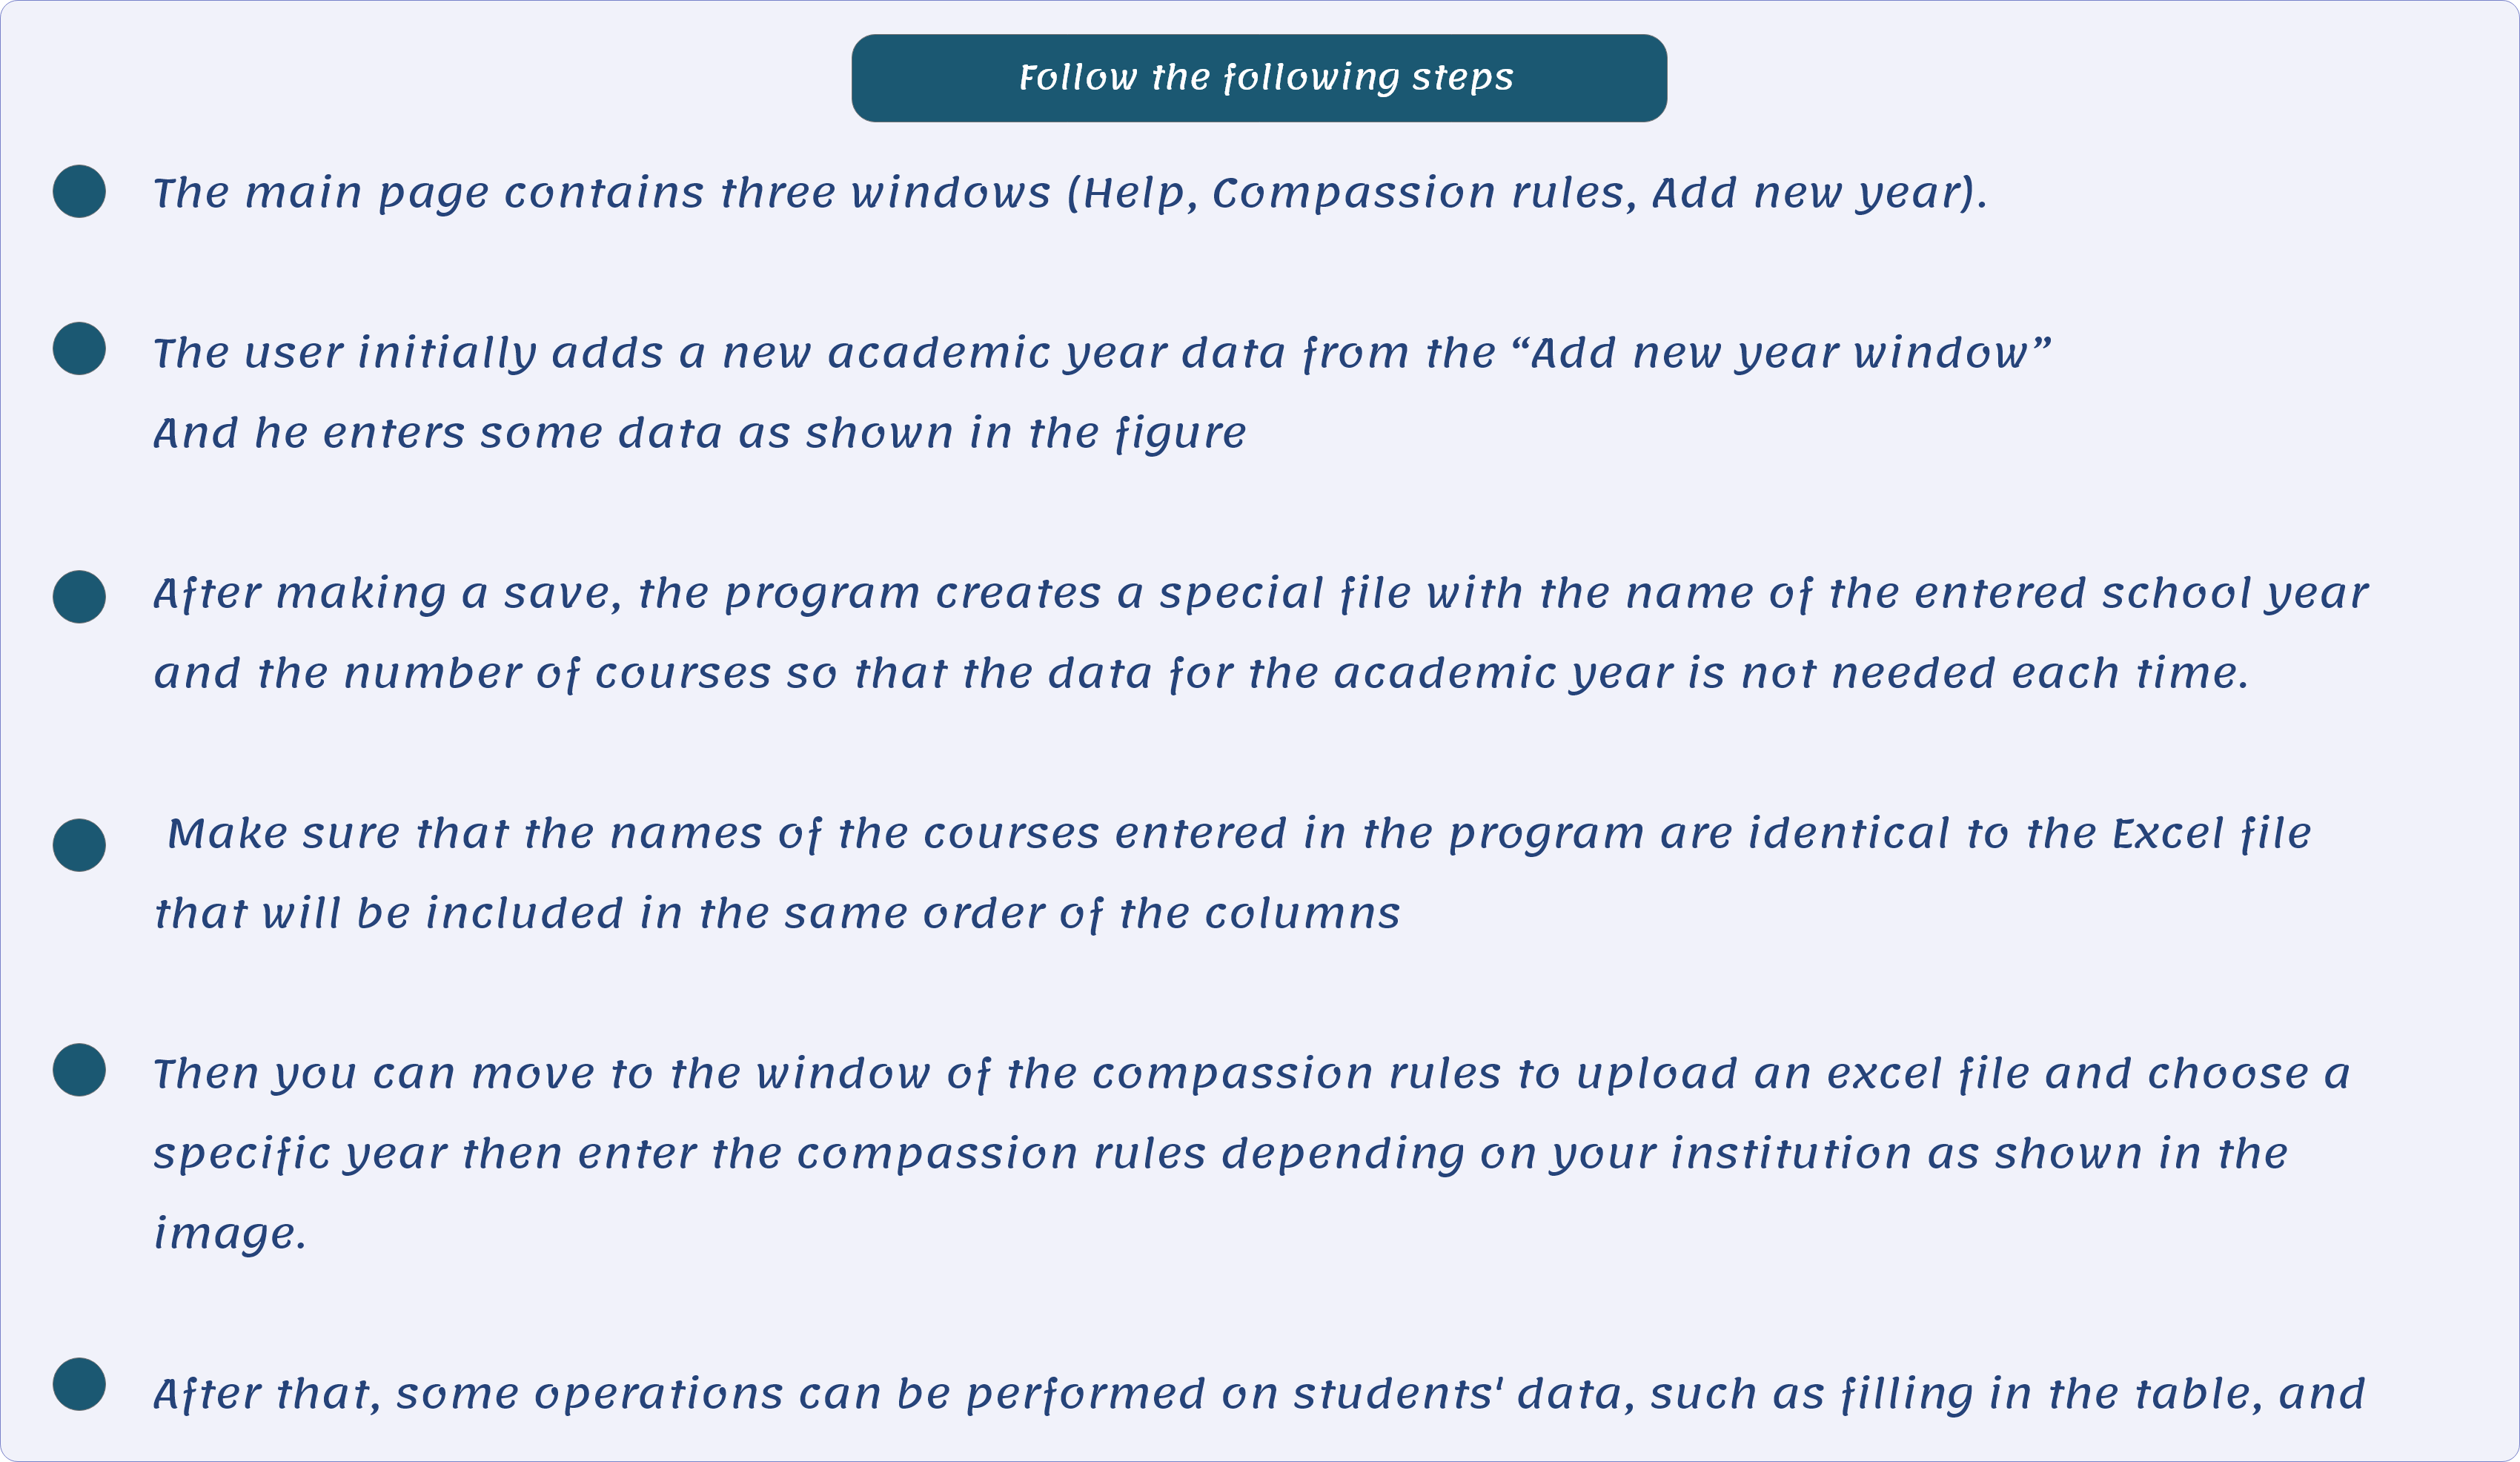 Follow the following steps
The main page contains three windows (Help, Compassion rules, Add new year).
The user initially adds a new academic year data from the “Add new year window”
And he enters some data as shown in the figure
After making a save, the program creates a special file with the name of the entered school year
and the number of courses so that the data for the academic year is not needed each time.
Make sure that the names of the courses entered in the program are identical to the Excel file
that will be included in the same order of the columns
Then you can move to the window of the compassion rules to upload an excel file and choose a
specific year then enter the compassion rules depending on your institution as shown in the
image.
After that, some operations can be performed on students' data, such as filling in the table, and